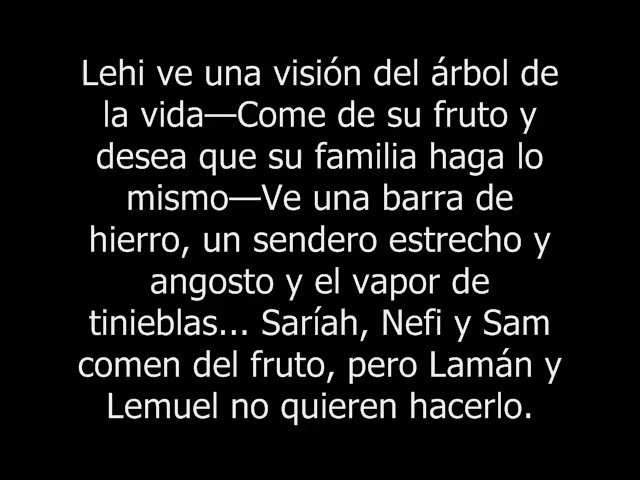 Lehi ve una visión del árbol de
la vida—Come de su fruto y
desea que su familia haga lo
mismo—Ve una barra de
hierro, un sendero estrecho y
angosto y el vapor de
tinieblas... Saríah, Nefi y Sam
comen del fruto, pero Lamán y
Lemuel no quieren hacerlo.